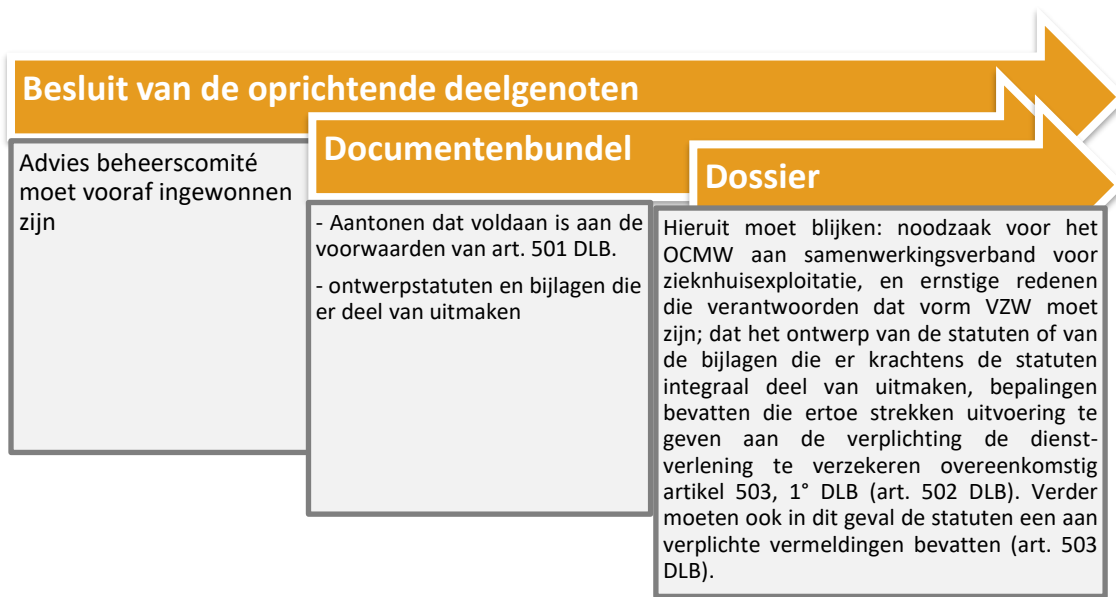 Besluit van de oprichtende deelgenoten
Advies beheerscomité
moet vooraf ingewonnen
zijn
Documentenbundel
- Aantonen dat voldaan is aan de
voorwaarden van art. 501 DLB.
- ontwerpstatuten en bijlagen die
er deel van uitmaken
Dossier
Hieruit moet blijken: noodzaak voor het
OCMW aan samenwerkingsverband voor
zieknhuisexploitatie, en ernstige redenen
die verantwoorden dat vorm VZW moet
zijn; dat het ontwerp van de statuten of van
de bijlagen die er krachtens de statuten
integraal deel van uitmaken, bepalingen
bevatten die ertoe strekken uitvoering te
geven aan de verplichting de dienst-
verlening te verzekeren overeenkomstig
artikel 503, 1° DLB (art. 502 DLB). Verder
moeten ook in dit geval de statuten een aan
verplichte vermeldingen bevatten (art. 503
DLB).